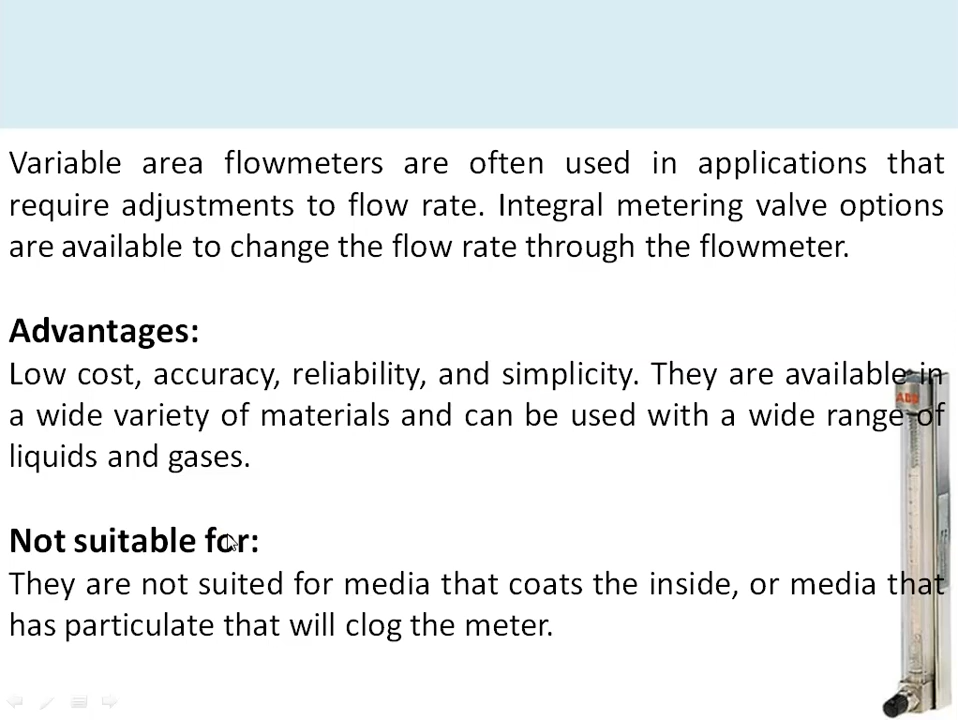 Variable area flowmeters are often used in applications that
require adjustments to flow rate. Integral metering valve options
are available to change the flow rate through the flowmeter.
Advantages:
Low cost, accuracy, reliability, and simplicity. They are available in
a wide variety of materials and can be used with a wide range of
liquids and gases.
Not suitable for:
They are not suited for media that coats the inside, or media that
has particulate that will clog the meter.
ABB